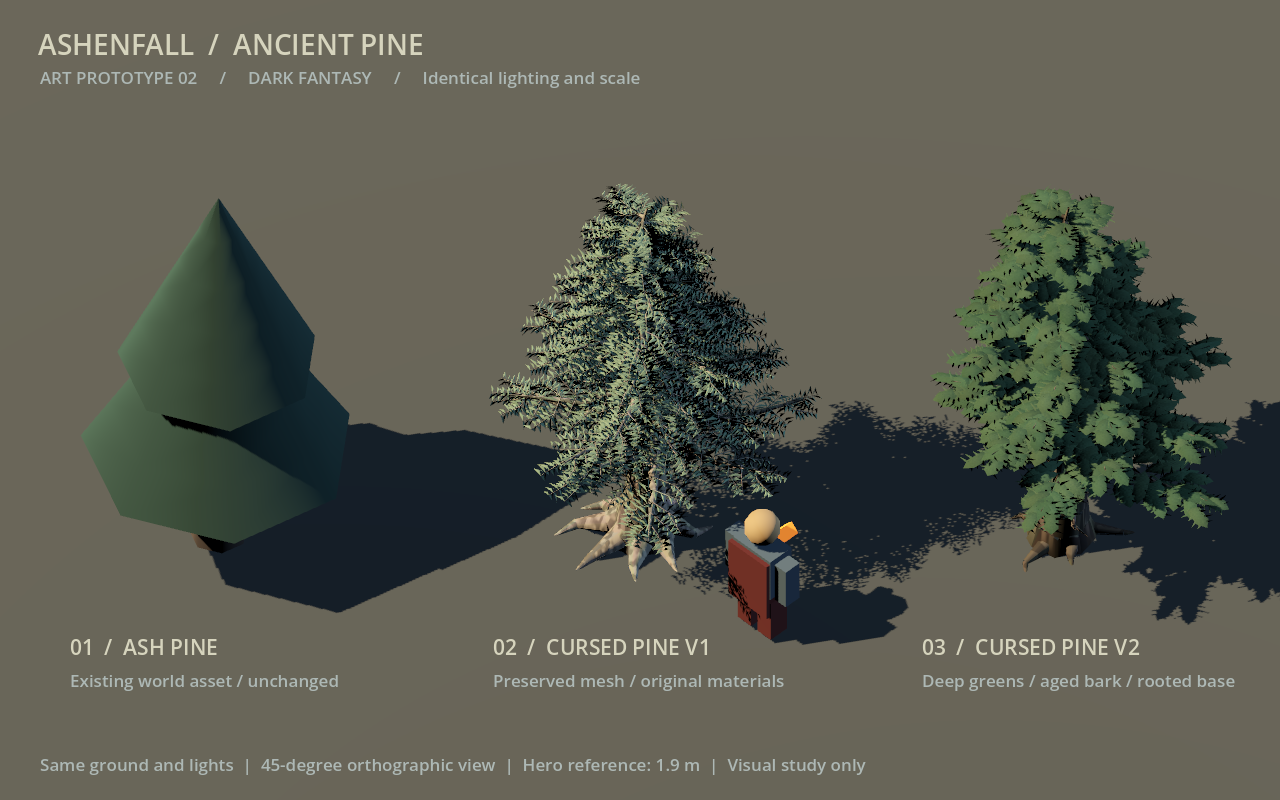 ASHENFALL / ANCIENT PINE
ART PROTOTYPE 02 / DARK FANTASY / Identical lighting and scale
01 / ASH PINE
Existing world asset / unchanged
02 / CURSED PINE V1
Preserved mesh / original materials
03 / CURSED PINE V2
Deep greens / aged bark / rooted base
Same ground and lights | 45-degree orthographic view | Hero reference: 1.9 m | Visual study only